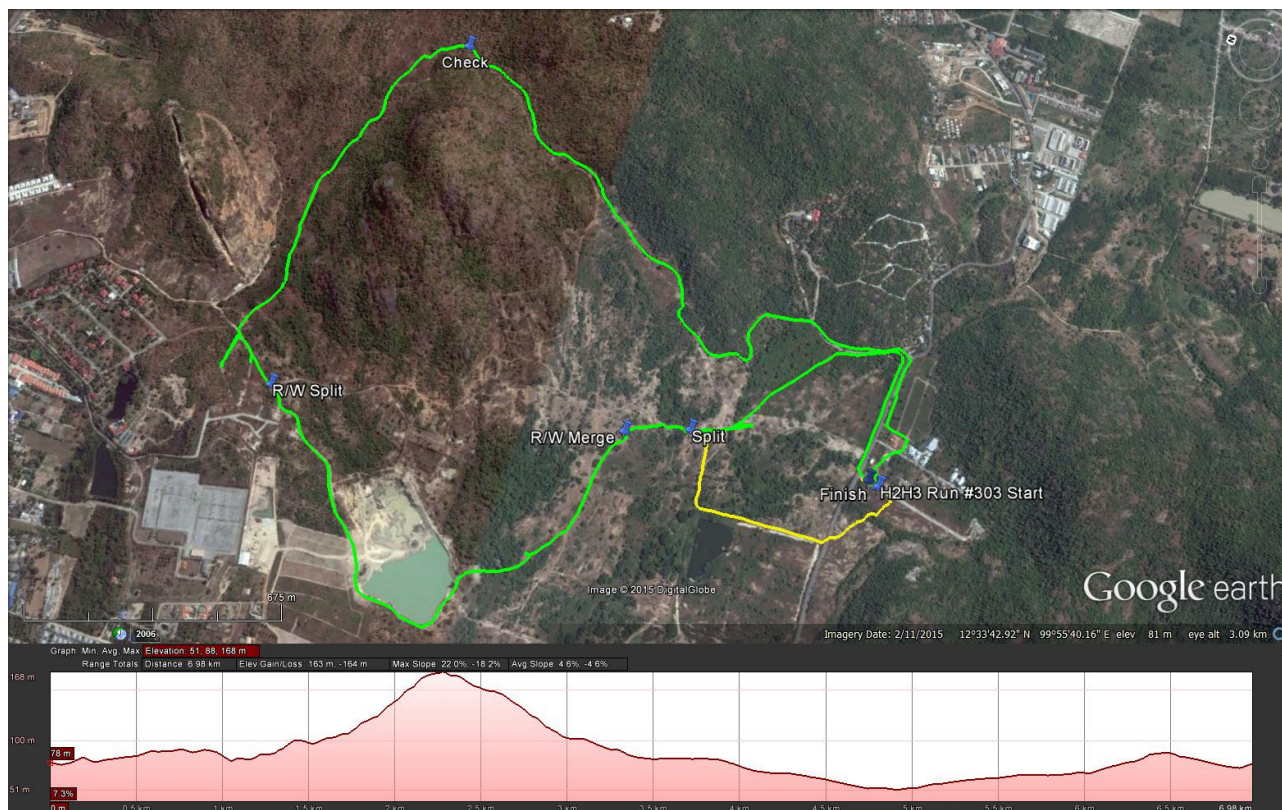 Check
R/W Split
R/W Merge
Split
Finish
H2H3 Run #303 Start
Image © 2015 DigitalGlobe
Google earth
675 m
2006
Imagery Date: 2/11/2015 12°33'42.92" N 99°55'40.16" E elev 81 m eye alt 3.09 km
Graph: Min, Avg, Max Elevation: 51, 88, 168 m
Range Totals: Distance: 6.98 km Elev Gain/Loss: 163 m, -164 m Max Slope: 22.0%, -18.2% Avg Slope: 4.6%, -4.6%
168 m
100 m
78 m
51 m
7.3%
0 m 0.5 km 1 km 1.5 km 2 km 2.5 km 3 km 3.5 km 4 km 4.5 km 5 km 5.5 km 6 km 6.5 km 6.98 km